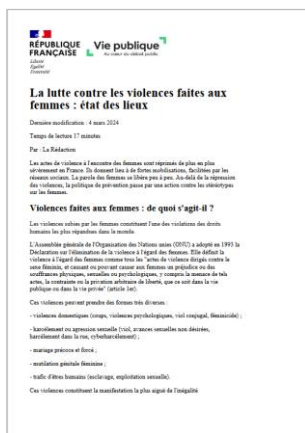 RÉPUBLIQUE
FRANÇAISE
Liberté
Égalité
Fraternité
Vie publique
Au cœur du débat public
La lutte contre les violences faites aux
femmes : état des lieux
Dernière modification : 4 mars 2024
Temps de lecture 17 minutes
Par : La Rédaction
Les actes de violence à l'encontre des femmes sont réprimés de plus en plus
sévèrement en France. Ils donnent lieu à de fortes mobilisations, facilitées par les
réseaux sociaux. La parole des femmes se libère peu à peu. Au-delà de la répression
des violences, la politique de prévention passe par une action contre les stéréotypes
sur les femmes.
Violences faites aux femmes : de quoi s'agit-il ?
Les violences subies par les femmes constituent l'une des violations des droits
humains les plus répandues dans le monde.
L'Assemblée générale de l'Organisation des Nations unies (ONU) a adopté en 1993 la
Déclaration sur l'élimination de la violence à l'égard des femmes. Elle définit la
violence à l'égard des femmes comme tous les "actes de violence dirigés contre le
sexe féminin, et causant ou pouvant causer aux femmes un préjudice ou des
souffrances physiques, sexuelles ou psychologiques, y compris la menace de tels
actes, la contrainte ou la privation arbitraire de liberté, que ce soit dans la vie
publique ou dans la vie privée" (article 1er).
Ces violences peuvent prendre des formes très diverses :
- violences domestiques (coups, violences psychologiques, viol conjugal, féminicide) ;
- harcèlement ou agression sexuelle (viol, avances sexuelles non désirées,
harcèlement dans la rue, cyberharcèlement) ;
- mariage précoce et forcé ;
- mutilation génitale féminine ;
- trafic d'êtres humains (esclavage, exploitation sexuelle).
Ces violences constituent la manifestation la plus aiguë de l'inégalité